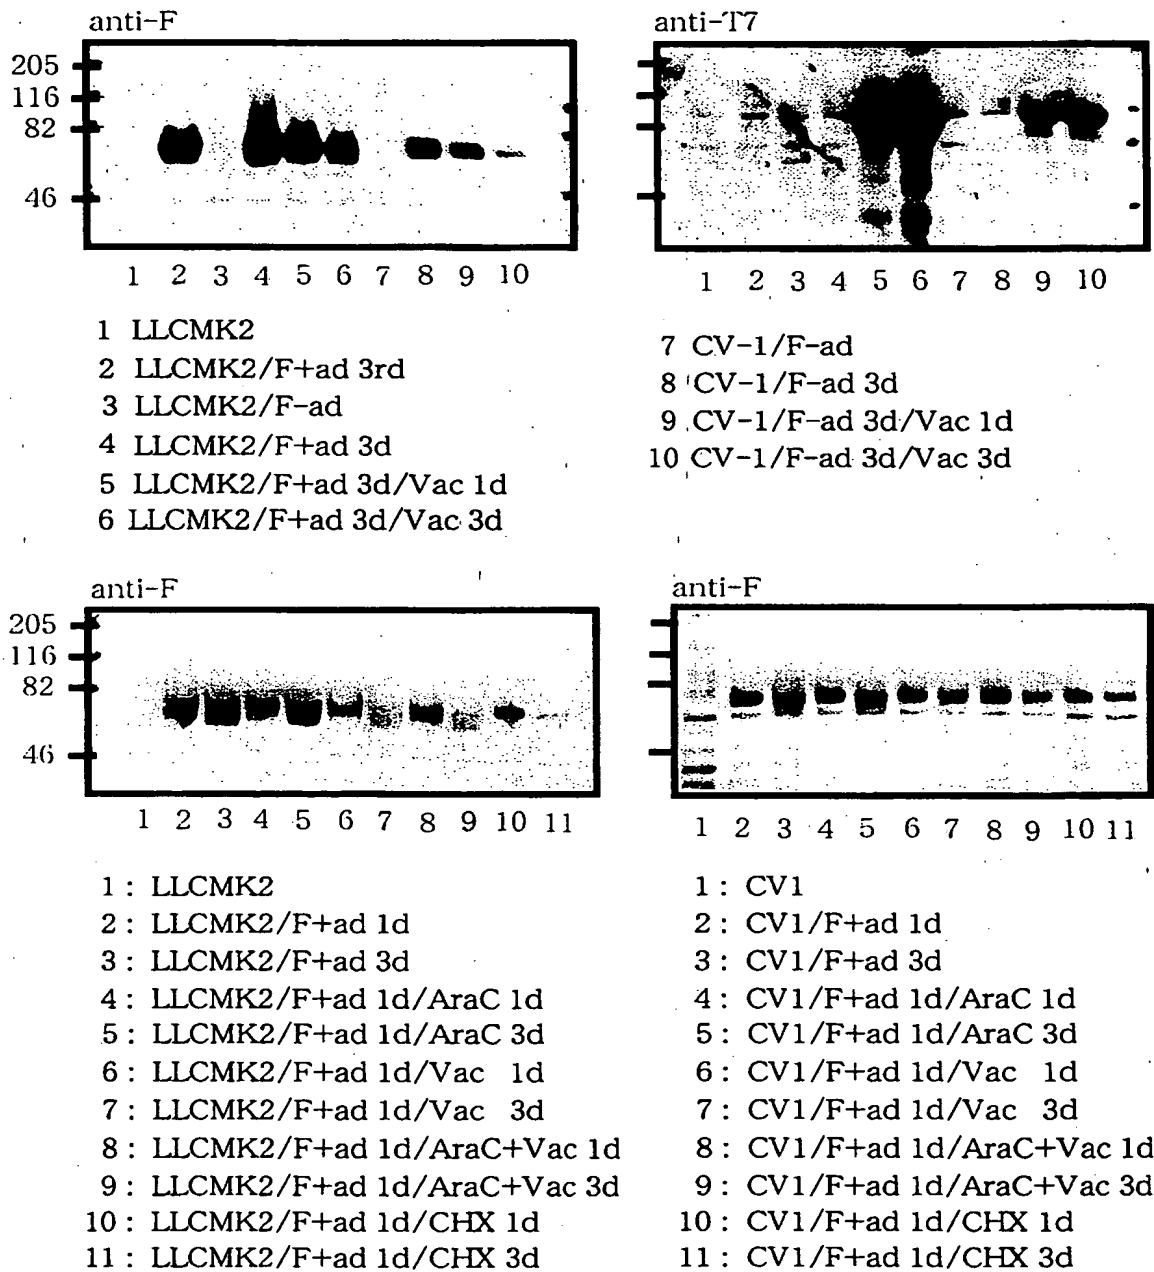 anti-F
205
116
82
46
1 2 3 4 5 6 7 8 9 10
anti-T7
1 2 3 4 5 6 7 8 9 10
1 LLCMK2
2 LLCMK2/F+ad 3rd
3 LLCMK2/F-ad
4 LLCMK2/F+ad 3d
5 LLCMK2/F+ad 3d/Vac 1d
6 LLCMK2/F+ad 3d/Vac 3d
7 CV-1/F-ad
8 CV-1/F-ad 3d
9 CV-1/F-ad 3d/Vac 1d
10 CV-1/F-ad 3d/Vac 3d
anti-F
205
116
82
46
1 2 3 4 5 6 7 8 9 10 11
anti-F
1 2 3 4 5 6 7 8 9 10 11
1 : LLCMK2
2 : LLCMK2/F+ad 1d
3 : LLCMK2/F+ad 3d
4 : LLCMK2/F+ad 1d/AraC 1d
5 : LLCMK2/F+ad 1d/AraC 3d
6 : LLCMK2/F+ad 1d/Vac 1d
7 : LLCMK2/F+ad 1d/Vac 3d
8 : LLCMK2/F+ad 1d/AraC+Vac 1d
9 : LLCMK2/F+ad 1d/AraC+Vac 3d
10 : LLCMK2/F+ad 1d/CHX 1d
11 : LLCMK2/F+ad 1d/CHX 3d
1 : CV1
2 : CV1/F+ad 1d
3 : CV1/F+ad 3d
4 : CV1/F+ad 1d/AraC 1d
5 : CV1/F+ad 1d/AraC 3d
6 : CV1/F+ad 1d/Vac 1d
7 : CV1/F+ad 1d/Vac 3d
8 : CV1/F+ad 1d/AraC+Vac 1d
9 : CV1/F+ad 1d/AraC+Vac 3d
10 : CV1/F+ad 1d/CHX 1d
11 : CV1/F+ad 1d/CHX 3d